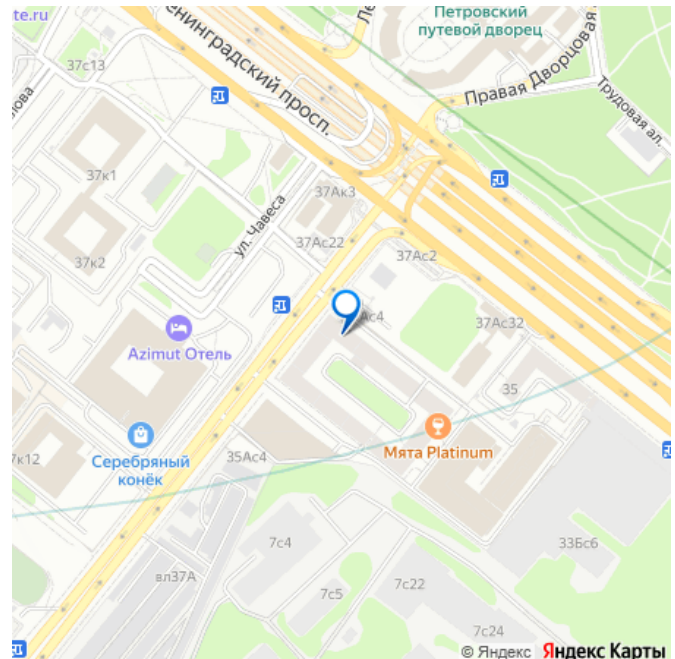 te.ru
Петровский
путевой дворец
37с13
Ленинградский просп.
Правая Дворцовая
Трудовая ал.
37к1
37Ак3
ул. Чавеса
37Ас22
37к2
37Ас2
Ас4
37Ас32
Azimut Отель
35
Мята Platinum
Серебряный
конёк
7к12
35Ас4
7с4
33Бс6
вл37А
7с5
7с22
7с24
© Яндекс Яндекс Карты